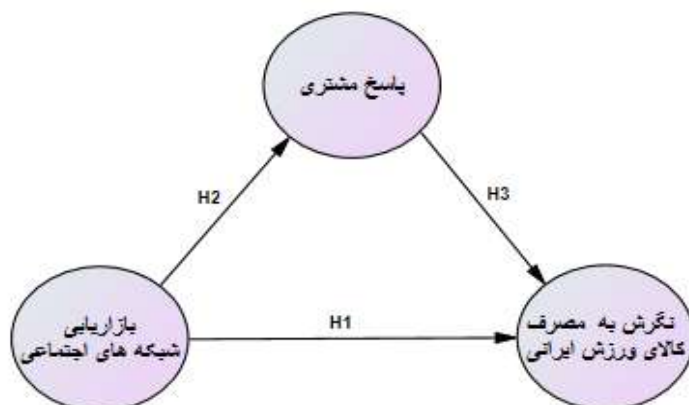 پاسخ مشتری
H2
H3
بازاریابی
شبکه های اجتماعی
H1
نگرش به مصرف
کالای ورزش ایرانی